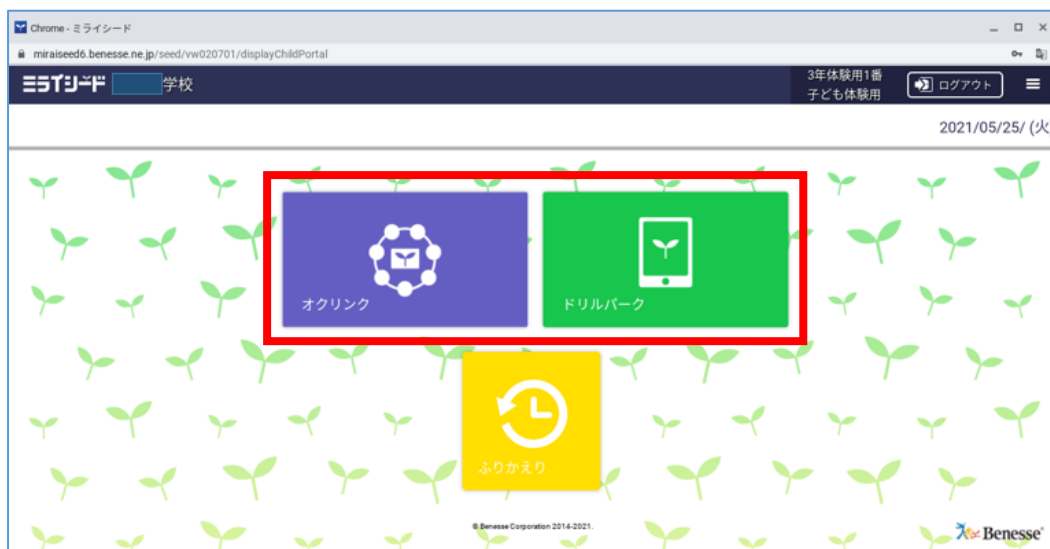 Chrome - ミライシード
miraiseed6.benesse.ne.jp/seed/vw020701/displayChildPortal
ミライシード 学校
3年体験用1番
子ども体験用
ログアウト
2021/05/25/ (火
オクリンク
ドリルパーク
ふりかえり
© Benesse Corporation 2014-2021.
Benesse